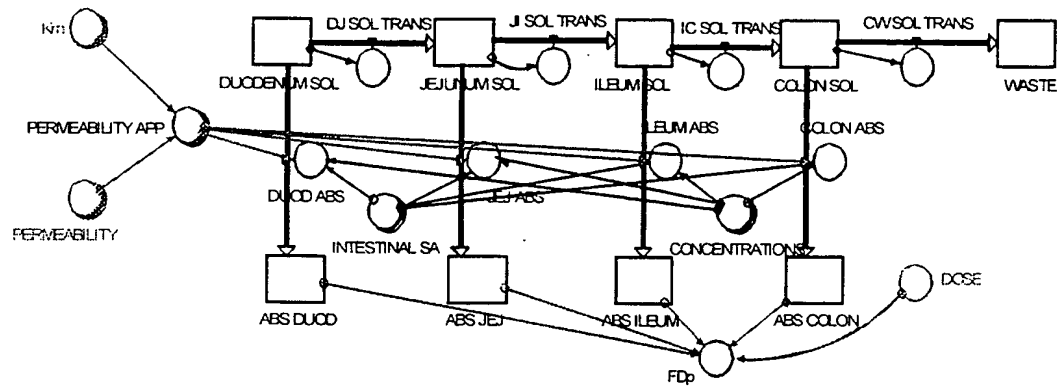 DJ SOL TRANS
JI SOL TRANS
IC SOL TRANS
CW SOL TRANS
Km
DUODENUM SOL
JEJUNUM SOL
ILEUM SOL
COLON SOL
WASTE
PERMEABILITY APP
ILEUM ABS
COLON ABS
DUOD ABS
JEJ ABS
PERMEABILITY
INTESTINAL SA
CONCENTRATIONS
DOSE
ABS DUOD
ABS JEJ
ABS ILEUM
ABS COLON
FDp